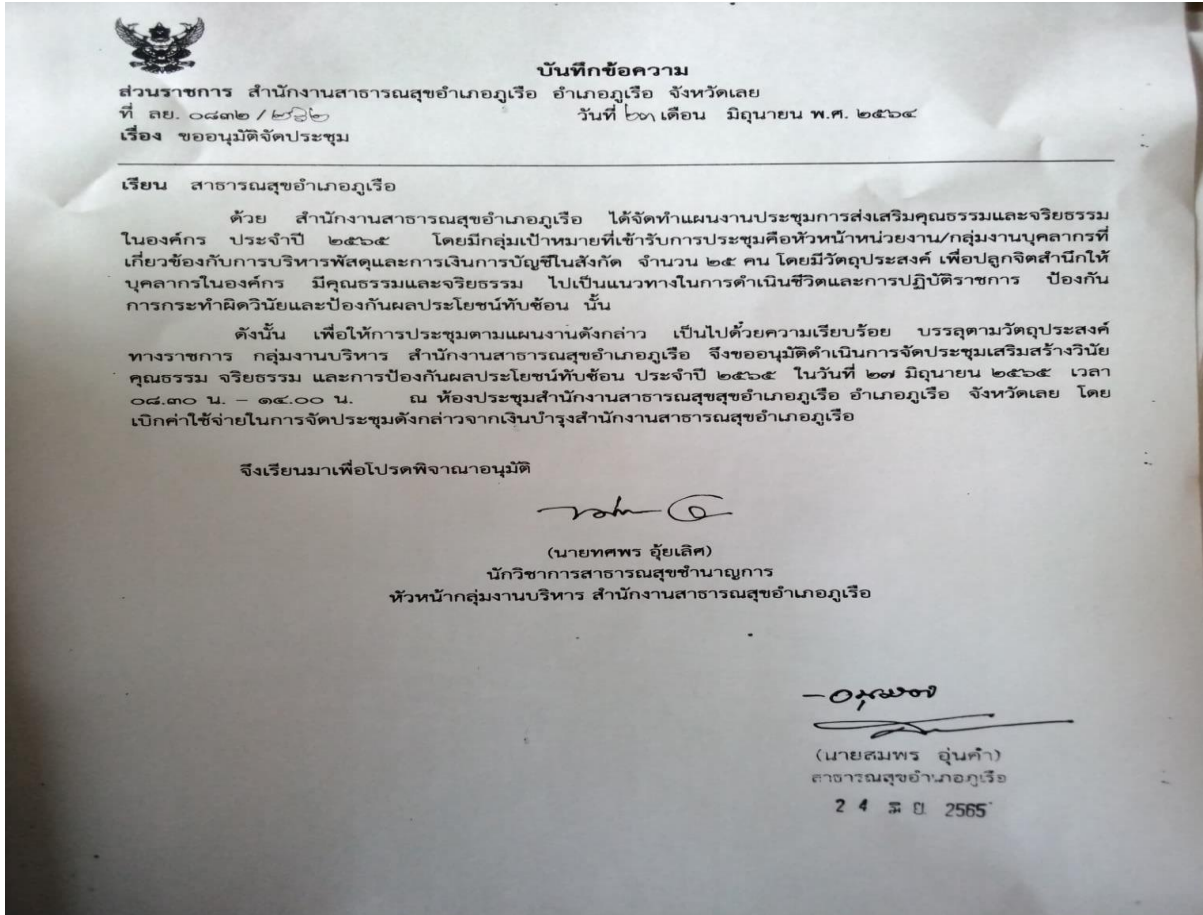 บันทึกข้อความ
ส่วนราชการ สำนักงานสาธารณสุขอำเภอภูเรือ อำเภอภูเรือ จังหวัดเลย
ที่ ลย. ๐๘๓๒ / วันที่ ๒๓ เดือน มิถุนายน พ.ศ. ๒๕๖๔
เรื่อง ขออนุมัติจัดประชุม
เรียน สาธารณสุขอำเภอภูเรือ
ด้วย สำนักงานสาธารณสุขอำเภอภูเรือ ได้จัดทำแผนงานประชุมการส่งเสริมคุณธรรมและจริยธรรม
ในองค์กร ประจำปี ๒๕๖๕ โดยมีกลุ่มเป้าหมายที่เข้ารับการประชุมคือหัวหน้าหน่วยงาน/กลุ่มงานบุคลากรที่
เกี่ยวข้องกับการบริหารพัสดุและการเงินการบัญชีในสังกัด จำนวน ๒๕ คน โดยมีวัตถุประสงค์ เพื่อปลูกจิตสำนึกให้
บุคลากรในองค์กร มีคุณธรรมและจริยธรรม ไปเป็นแนวทางในการดำเนินชีวิตและการปฏิบัติราชการ ป้องกัน
การกระทำผิดวินัยและป้องกันผลประโยชน์ทับซ้อน นั้น
ดังนั้น เพื่อให้การประชุมตามแผนงานดังกล่าว เป็นไปด้วยความเรียบร้อย บรรลุตามวัตถุประสงค์
ทางราชการ กลุ่มงานบริหาร สำนักงานสาธารณสุขอำเภอภูเรือ จึงขออนุมัติดำเนินการจัดประชุมเสริมสร้างวินัย
คุณธรรม จริยธรรม และการป้องกันผลประโยชน์ทับซ้อน ประจำปี ๒๕๖๕ ในวันที่ ๒๗ มิถุนายน ๒๕๖๕ เวลา
๐๘.๓๐ น. – ๑๔.๐๐ น. ณ ห้องประชุมสำนักงานสาธารณสุขสุขอำเภอภูเรือ อำเภอภูเรือ จังหวัดเลย โดย
เบิกค่าใช้จ่ายในการจัดประชุมดังกล่าวจากเงินบำรุงสำนักงานสาธารณสุขอำเภอภูเรือ
จึงเรียนมาเพื่อโปรดพิจาณาอนุมัติ
(นายทศพร อุ้ยเลิศ)
นักวิชาการสาธารณสุขชำนาญการ
หัวหน้ากลุ่มงานบริหาร สำนักงานสาธารณสุขอำเภอภูเรือ
- อนุมัติ
(นายสมพร อุ่นคำ)
สาธารณสุขอำเภอภูเรือ
2 4 มิ ย. 2565